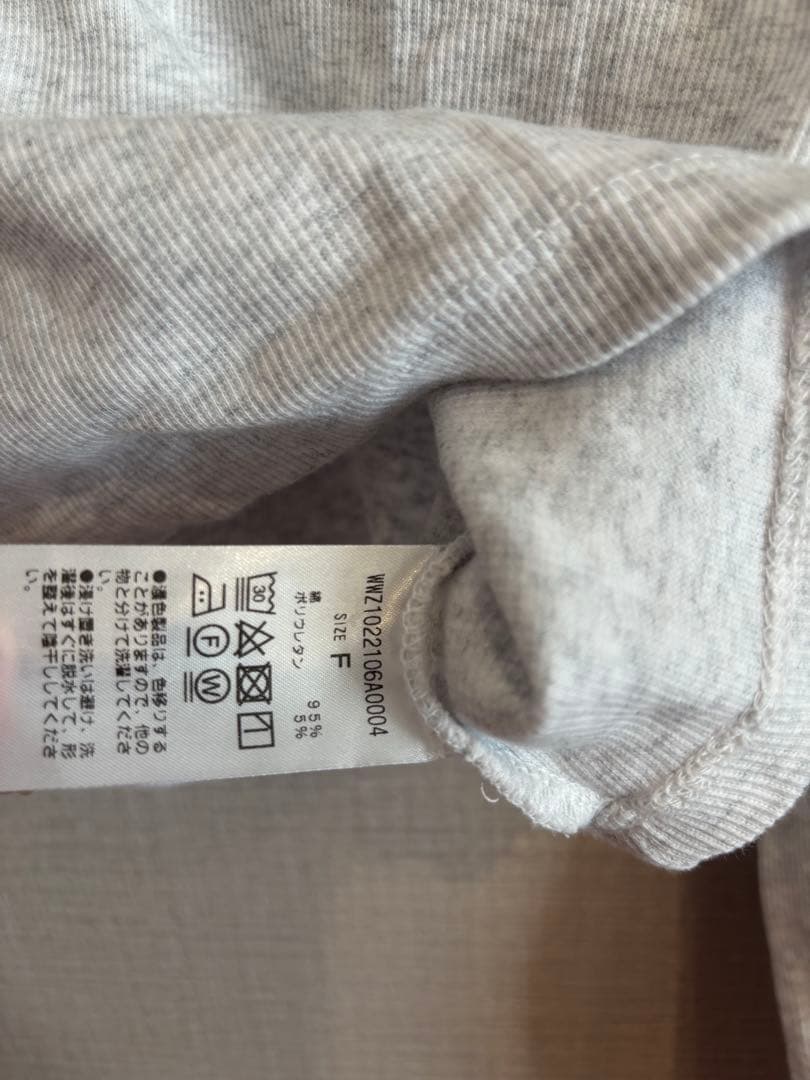 WWZ1022106A0004
SIZE F
綿 95%
ポリウレタン 5%
30
F W
●濃色製品は、色移りする
ことがありますので、他の
物と分けて洗濯してくださ
い。
●浸け置き洗いは避け、洗
濯後はすぐに脱水して、形
を整えて陰干ししてくださ
い。